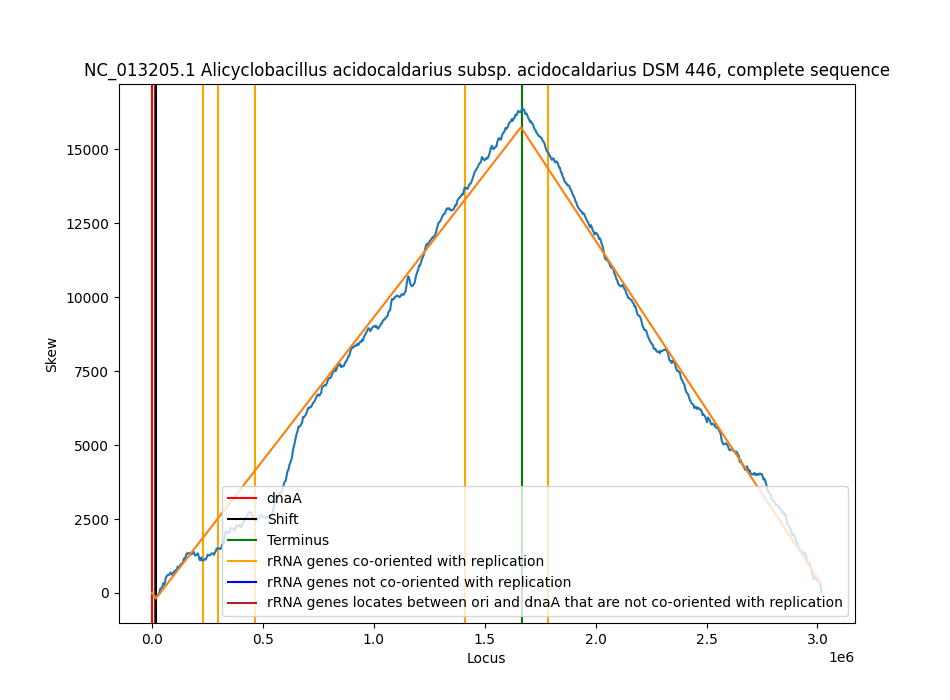 NC_013205.1 Alicyclobacillus acidocaldarius subsp. acidocaldarius DSM 446, complete sequence
Skew
15000
12500
10000
7500
5000
2500
0
dnaA
Shift
Terminus
rRNA genes co-oriented with replication
rRNA genes not co-oriented with replication
rRNA genes locates between ori and dnaA that are not co-oriented with replication
0.0 0.5 1.0 1.5 2.0 2.5 3.0
Locus
1e6